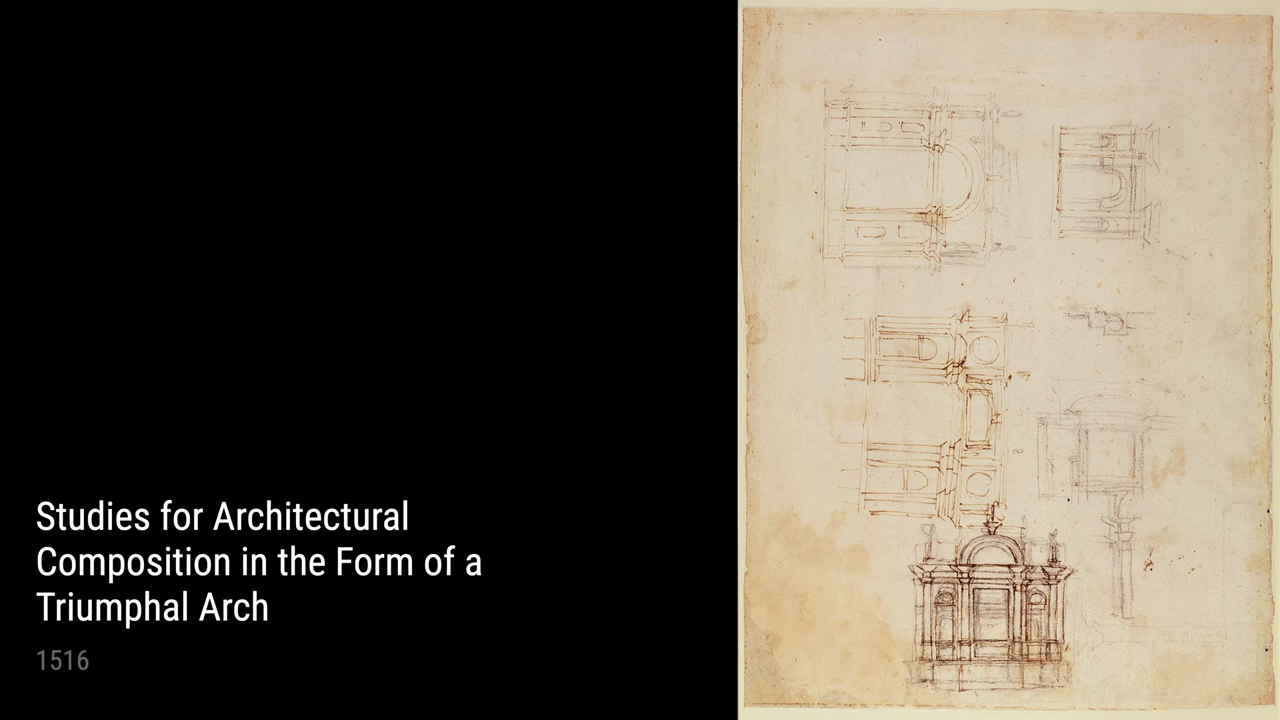 Studies for Architectural
Composition in the Form of a
Triumphal Arch
1516